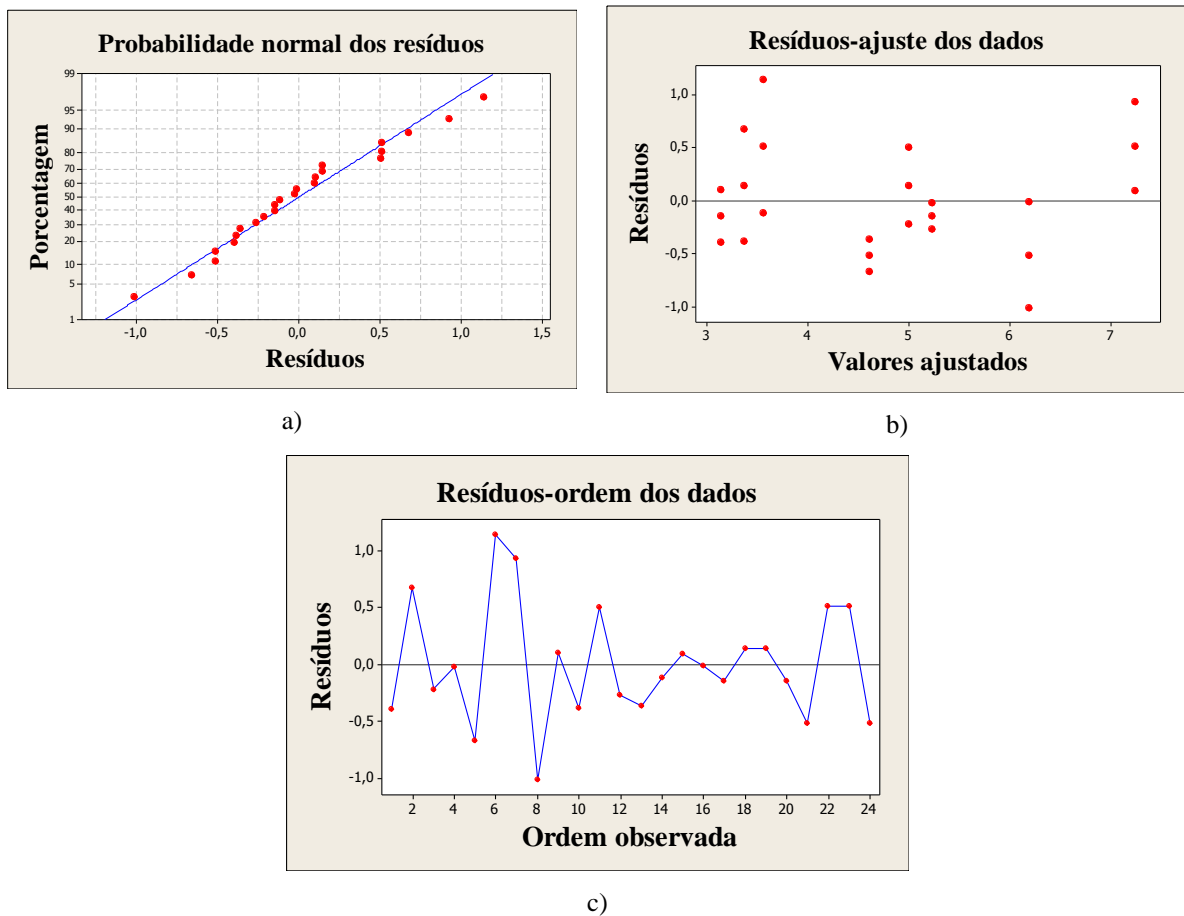 Probabilidade normal dos resíduos
99
95
90
80
70
60
50
40
30
20
10
5
1
Porcentagem
-1,0 -0,5 0,0 0,5 1,0 1,5
Resíduos
a)
Resíduos-ajuste dos dados
1,0
0,5
0,0
-0,5
-1,0
Resíduos
3 4 5 6 7
Valores ajustados
b)
Resíduos-ordem dos dados
1,0
0,5
0,0
-0,5
-1,0
Resíduos
2 4 6 8 10 12 14 16 18 20 22 24
Ordem observada
c)